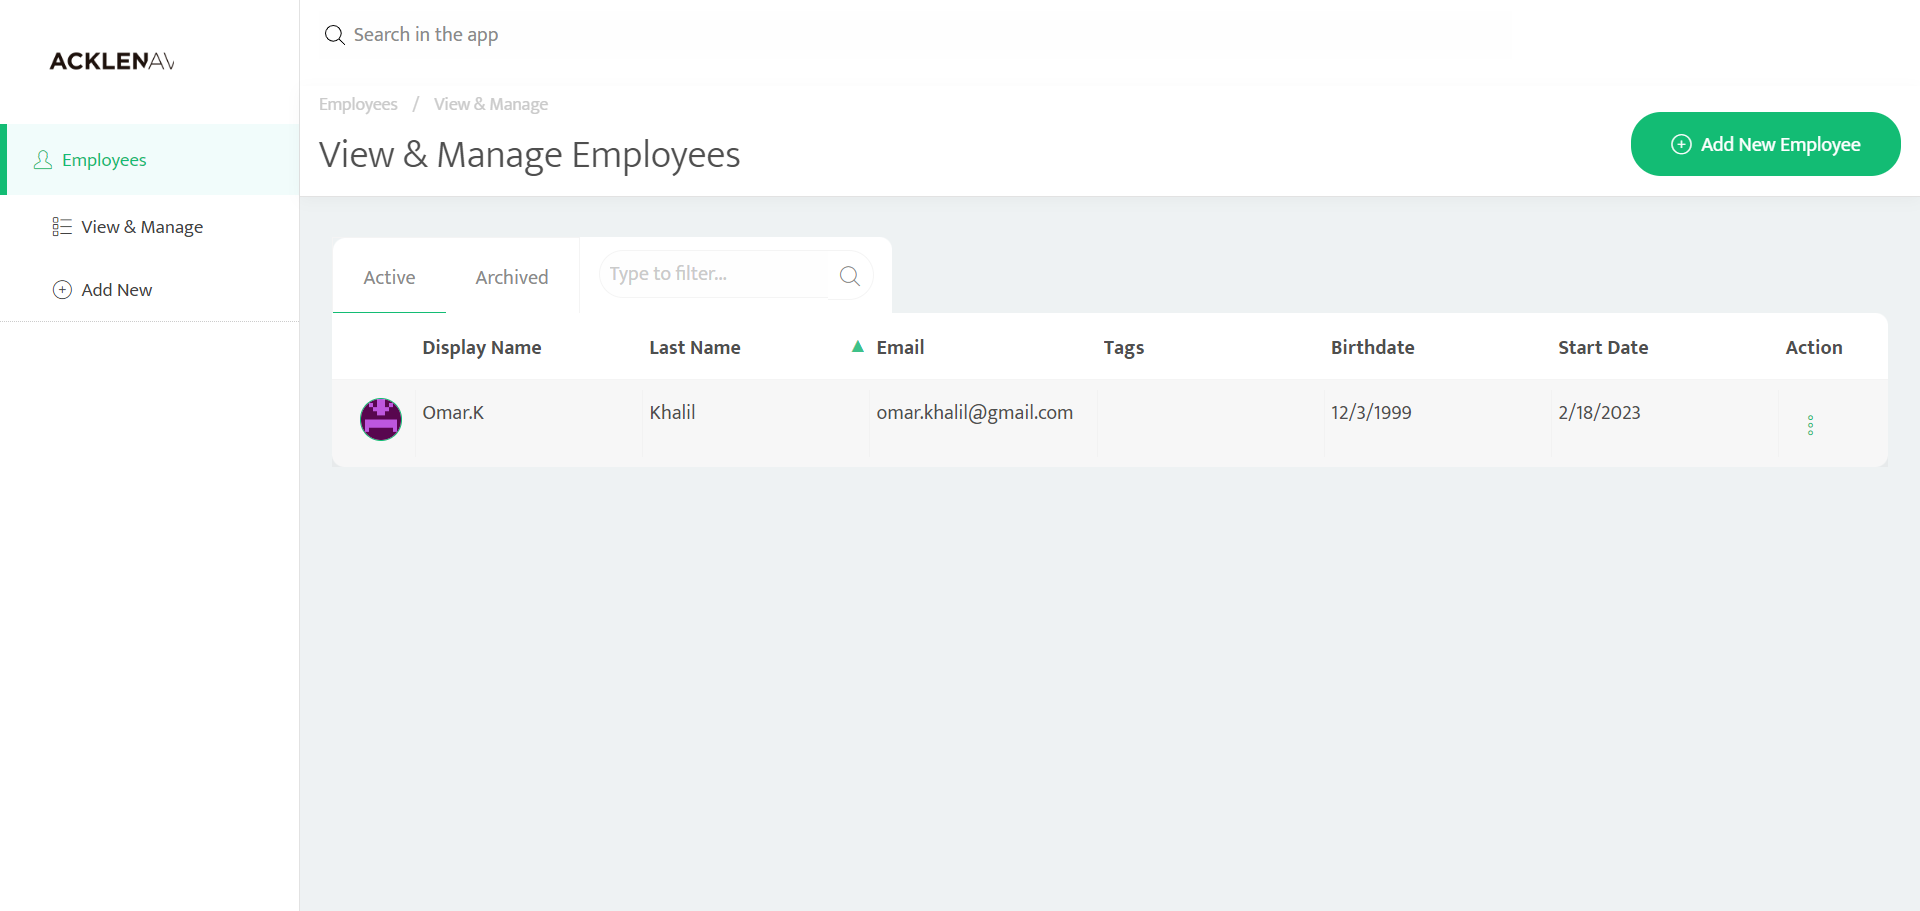 ACKLENAV
Search in the app
Employees / View & Manage
View & Manage Employees
Add New Employee
Employees
View & Manage
Add New
Active
Archived
Type to filter...
Display Name Last Name ▲ Email Tags Birthdate Start Date Action
Omar.K Khalil omar.khalil@gmail.com 12/3/1999 2/18/2023